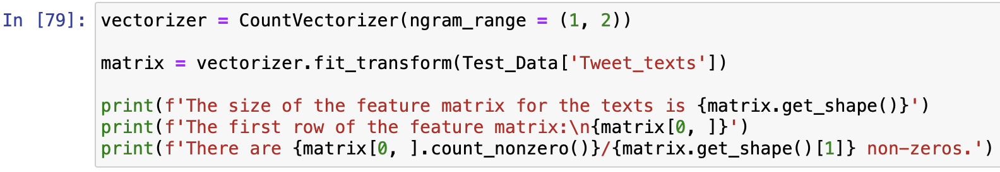 In [79]: vectorizer = CountVectorizer(ngram_range = (1, 2))
matrix = vectorizer.fit_transform(Test_Data['Tweet_texts'])
print(f'The size of the feature matrix for the texts is {matrix.get_shape()}')
print(f'The first row of the feature matrix:\n{matrix[0, ]}')
print(f'There are {matrix[0, ].count_nonzero()}/{matrix.get_shape()[1]} non-zeros.')